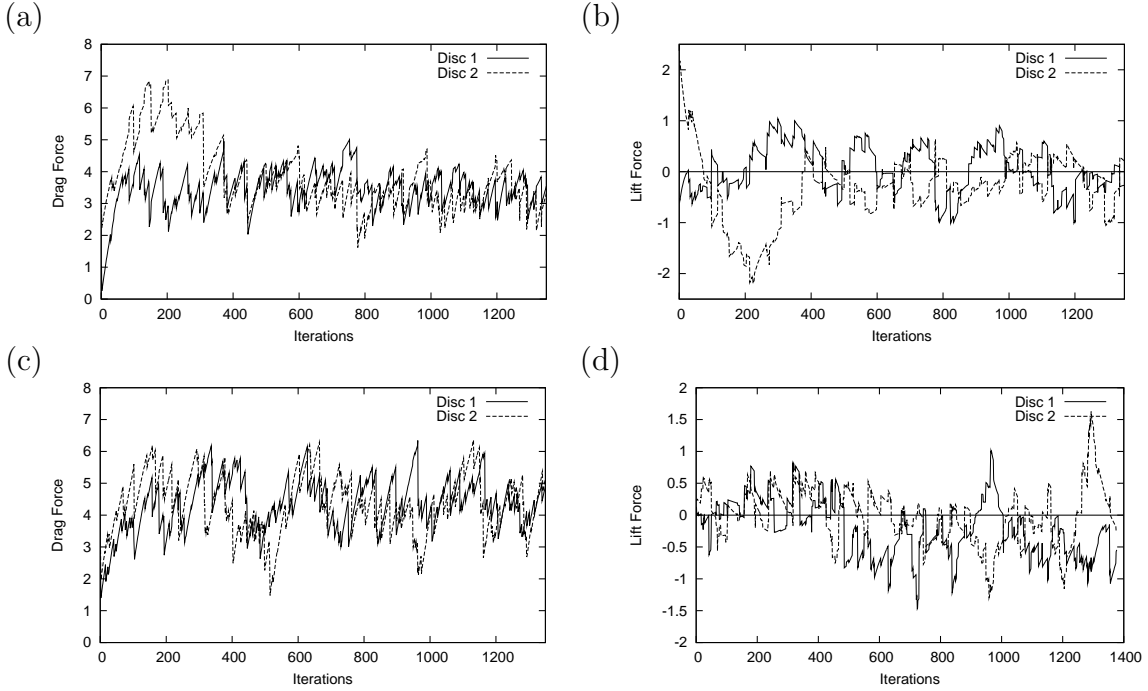 (a)
8
7
6
5
4
3
2
1
0
0 200 400 600 800 1000 1200
Drag Force
Iterations
Disc 1
Disc 2
(b)
2
1
0
-1
-2
0 200 400 600 800 1000 1200
Lift Force
Iterations
Disc 1
Disc 2
(c)
8
7
6
5
4
3
2
1
0
0 200 400 600 800 1000 1200
Drag Force
Iterations
Disc 1
Disc 2
(d)
2
1.5
1
0.5
0
-0.5
-1
-1.5
-2
0 200 400 600 800 1000 1200 1400
Lift Force
Iterations
Disc 1
Disc 2